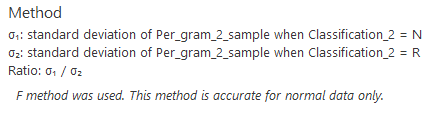 Method
σ₁: standard deviation of Per_gram_2_sample when Classification_2 = N
σ₂: standard deviation of Per_gram_2_sample when Classification_2 = R
Ratio: σ₁ / σ₂
F method was used. This method is accurate for normal data only.